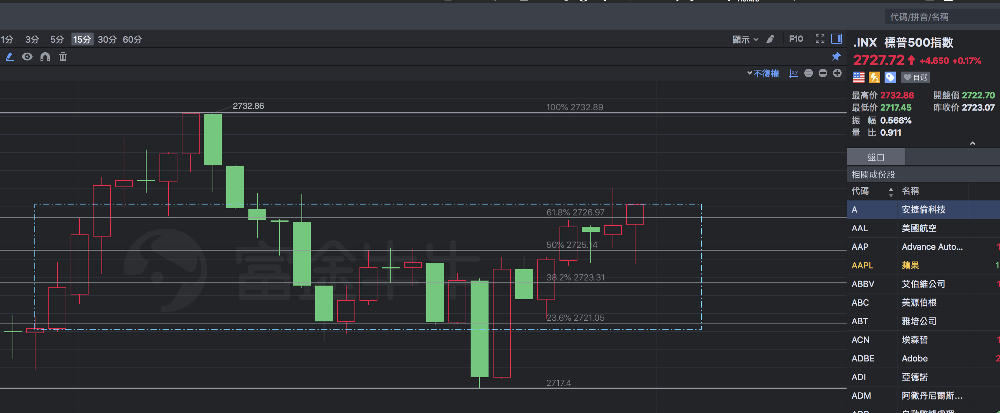 代碼/拼音/名稱
1分 3分 5分 15分 30分 60分
顯示 F10
不復權 X,Y
2732.86
100% 2732.89
61.8% 2726.97
50% 2725.14
38.2% 2723.31
23.6% 2721.05
2717.4
富金牛牛
.INX 標普500指數
2727.72 +4.650 +0.17%
1 自選
最高价 2732.86 開盤價 2722.70
最低价 2717.45 昨收价 2723.07
振 幅 0.566%
量 比 0.911
盤口
相關成份股
代碼 名稱
A 安捷倫科技
AAL 美國航空
AAP Advance Auto...
AAPL 蘋果
ABBV 艾伯維公司
ABC 美源伯根
ABT 雅培公司
ACN 埃森哲
ADBE Adobe
ADI 亞德諾
ADM 阿徹丹尼爾斯...